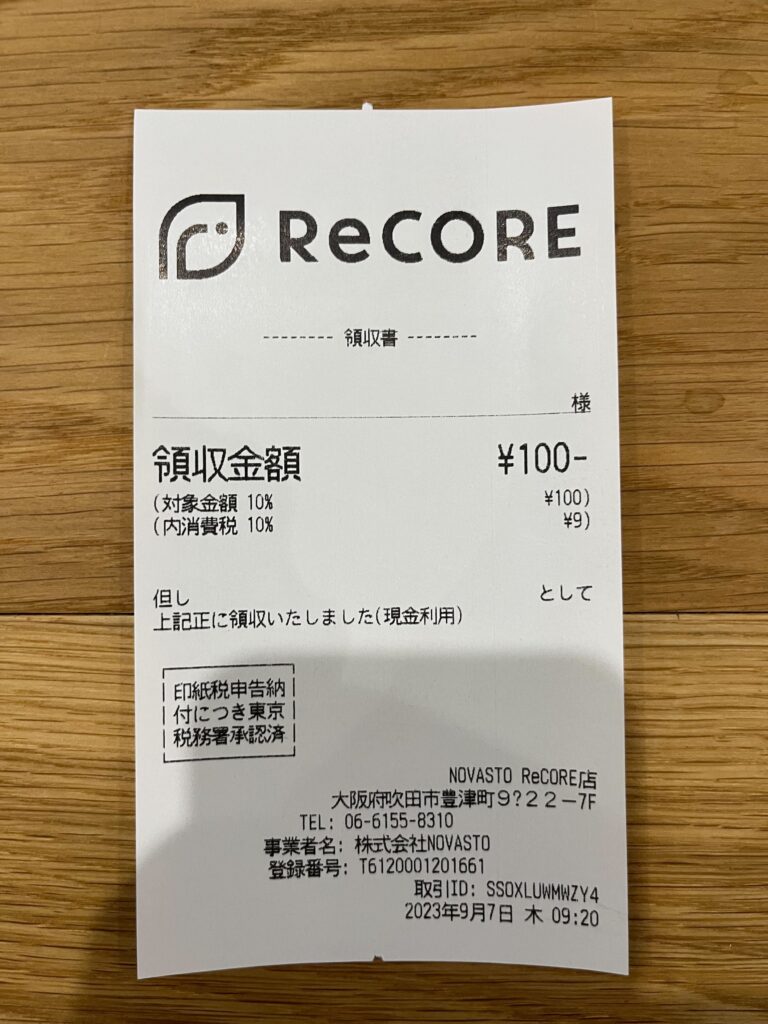 ReCORE
-------- 領収書 --------
様
領収金額 ¥100-
(対象金額 10% ¥100)
(内消費税 10% ¥9)
但し として
上記正に領収いたしました(現金利用)
印紙税申告納
付につき東京
税務署承認済
NOVASTO ReCORE店
大阪府吹田市豊津町9?22ー7F
TEL: 06-6155-8310
事業者名: 株式会社NOVASTO
登録番号: T6120001201661
取引ID: SSOXLUWMWZY4
2023年9月7日 木 09:20